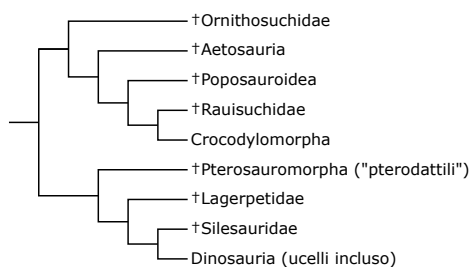 †Ornithosuchidae
†Aetosauria
†Poposauroidea
†Rauisuchidae
Crocodylomorpha
†Pterosauromorpha ("pterodattili")
†Lagerpetidae
†Silesauridae
Dinosauria (ucelli incluso)